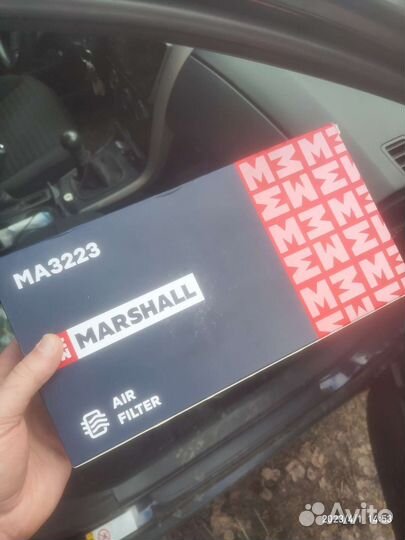 MA3223
MARSHALL
AIR
FILTER
Avito
2023/4/1 14:53